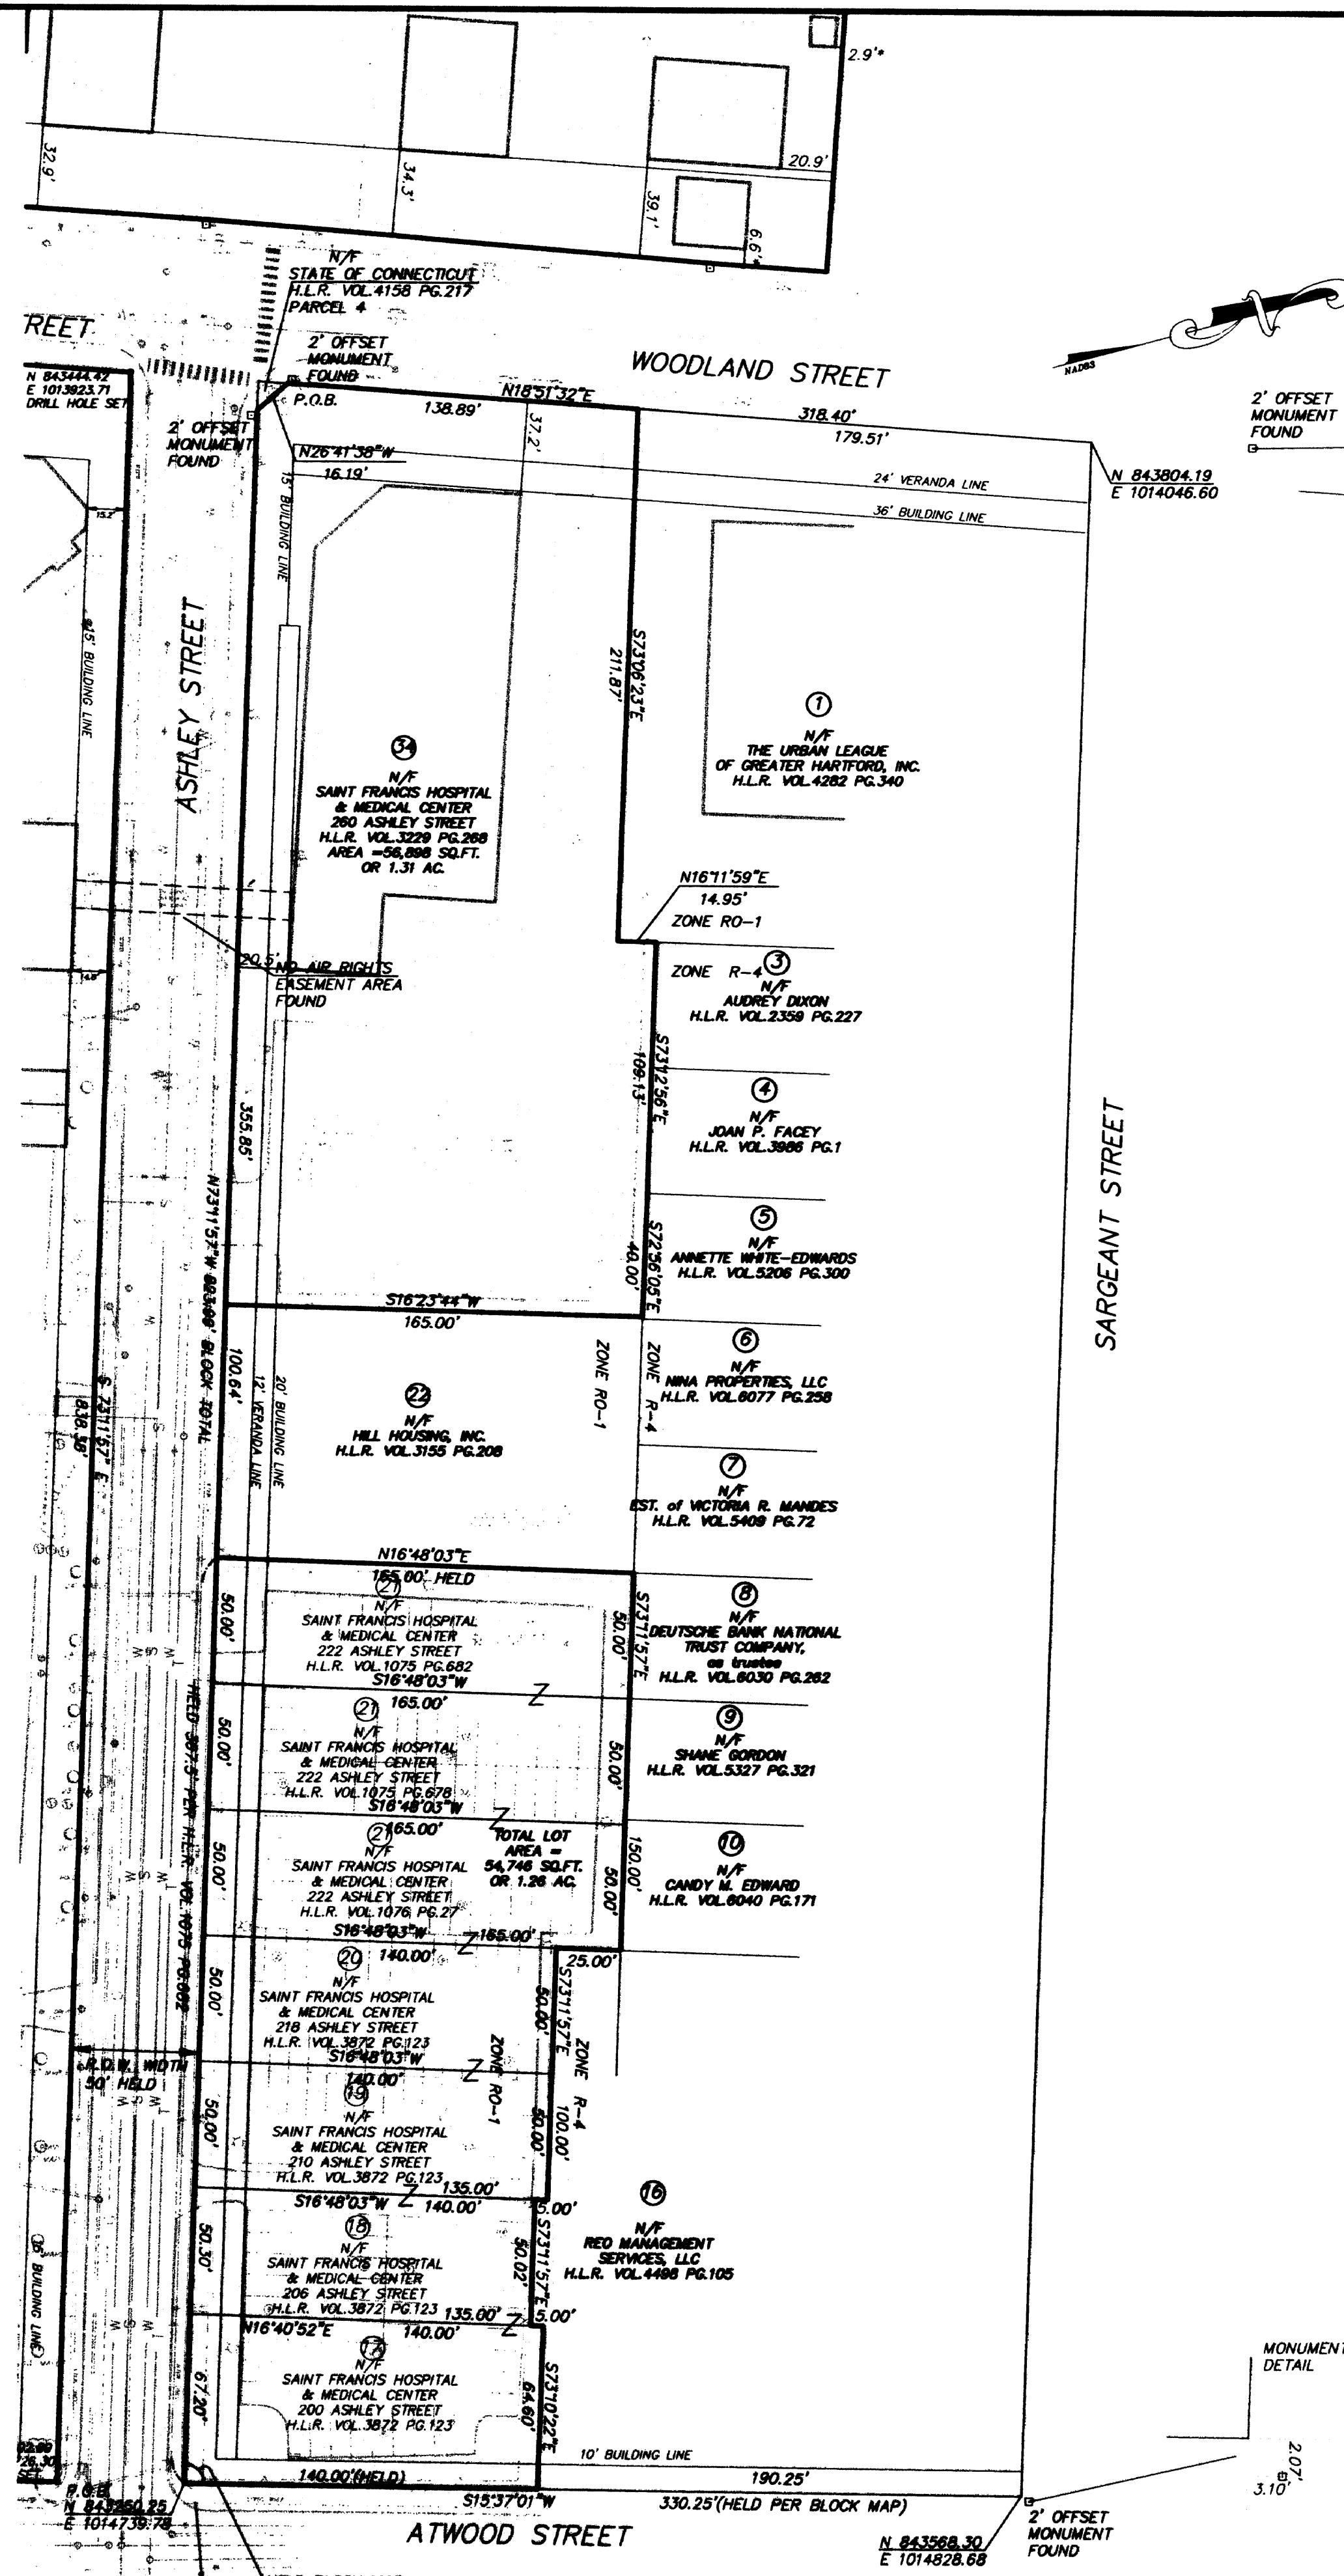 2.9'*
32.9'
34.3'
39.1'
20.9'
6.6'*
N/F
STATE OF CONNECTICUT
H.L.R. VOL.4158 PG.217
PARCEL 4
REET
N 843444.42
E 1013923.71
DRILL HOLE SET
2' OFFSET
MONUMENT
FOUND
P.O.B.
2' OFFSET
MONUMENT
FOUND
WOODLAND STREET
NAD83
2' OFFSET
MONUMENT
FOUND
N18°51'32"E
138.89'
318.40'
179.51'
37.2'
N26°41'38"W
16.19'
24' VERANDA LINE
36' BUILDING LINE
N 843804.19
E 1014046.60
15.2'
15' BUILDING LINE
15' BUILDING LINE
ASHLEY STREET
34
N/F
SAINT FRANCIS HOSPITAL
& MEDICAL CENTER
260 ASHLEY STREET
H.L.R. VOL.3229 PG.268
AREA =56,898 SQ.FT.
OR 1.31 AC.
S73°06'23"E
211.87'
1
N/F
THE URBAN LEAGUE
OF GREATER HARTFORD, INC.
H.L.R. VOL.4282 PG.340
N16°11'59"E
14.95'
ZONE RO-1
ZONE R-4
20.5'
NO AIR RIGHTS
EASEMENT AREA
FOUND
3
N/F
AUDREY DIXON
H.L.R. VOL.2359 PG.227
S73°12'56"E
109.13'
4
N/F
JOAN P. FACEY
H.L.R. VOL.3986 PG.1
355.85'
5
N/F
ANNETTE WHITE-EDWARDS
H.L.R. VOL.5206 PG.300
S72°56'05"E
40.00'
SARGEANT STREET
S16°23'44"W
165.00'
ZONE RO-1
ZONE R-4
6
N/F
NINA PROPERTIES, LLC
H.L.R. VOL.6077 PG.258
100.64'
12' VERANDA LINE
20' BUILDING LINE
22
N/F
HILL HOUSING, INC.
H.L.R. VOL.3155 PG.208
S 73°11'57" E
838.38'
7
N/F
EST. of VICTORIA R. MANDES
H.L.R. VOL.5409 PG.72
N16°48'03"E
165.00' HELD
21
N/F
SAINT FRANCIS HOSPITAL
& MEDICAL CENTER
222 ASHLEY STREET
H.L.R. VOL.1075 PG.682
S16°48'03"W
165.00'
50.00'
S73°11'57"E
50.00'
8
N/F
DEUTSCHE BANK NATIONAL
TRUST COMPANY,
as trustee
H.L.R. VOL.6030 PG.262
21
N/F
SAINT FRANCIS HOSPITAL
& MEDICAL CENTER
222 ASHLEY STREET
H.L.R. VOL.1075 PG.678
S16°48'03"W
165.00'
50.00'
50.00'
9
N/F
SHANE GORDON
H.L.R. VOL.5327 PG.321
21
N/F
SAINT FRANCIS HOSPITAL
& MEDICAL CENTER
222 ASHLEY STREET
H.L.R. VOL.1076 PG.27
TOTAL LOT
AREA =
54,746 SQ.FT.
OR 1.26 AC.
50.00'
150.00'
50.00'
10
N/F
CANDY M. EDWARD
H.L.R. VOL.6040 PG.171
S16°48'03"W
165.00'
140.00'
25.00'
20
N/F
SAINT FRANCIS HOSPITAL
& MEDICAL CENTER
218 ASHLEY STREET
H.L.R. VOL.3872 PG.123
S16°48'03"W
140.00'
50.00'
S73°11'57"E
50.00'
ZONE RO-1
ZONE R-4
100.00'
R.O.W. WIDTH
50' HELD
19
N/F
SAINT FRANCIS HOSPITAL
& MEDICAL CENTER
210 ASHLEY STREET
H.L.R. VOL.3872 PG.123
50.00'
50.00'
135.00'
S16°48'03"W
140.00'
5.00'
16
N/F
REO MANAGEMENT
SERVICES, LLC
H.L.R. VOL.4498 PG.105
18
N/F
SAINT FRANCIS HOSPITAL
& MEDICAL CENTER
206 ASHLEY STREET
H.L.R. VOL.3872 PG.123
50.30'
S73°11'57"E
50.02'
135.00'
5.00'
N16°40'52"E
140.00'
17
N/F
SAINT FRANCIS HOSPITAL
& MEDICAL CENTER
200 ASHLEY STREET
H.L.R. VOL.3872 PG.123
67.20'
S73°10'22"E
64.60'
BUILDING LINE
MONUMENT
DETAIL
2.07'
3.10'
10' BUILDING LINE
140.00'(HELD)
190.25'
S15°37'01"W
330.25'(HELD PER BLOCK MAP)
P.O.B.
N 843250.25
E 1014739.78
ATWOOD STREET
N 843568.30
E 1014828.68
2' OFFSET
MONUMENT
FOUND